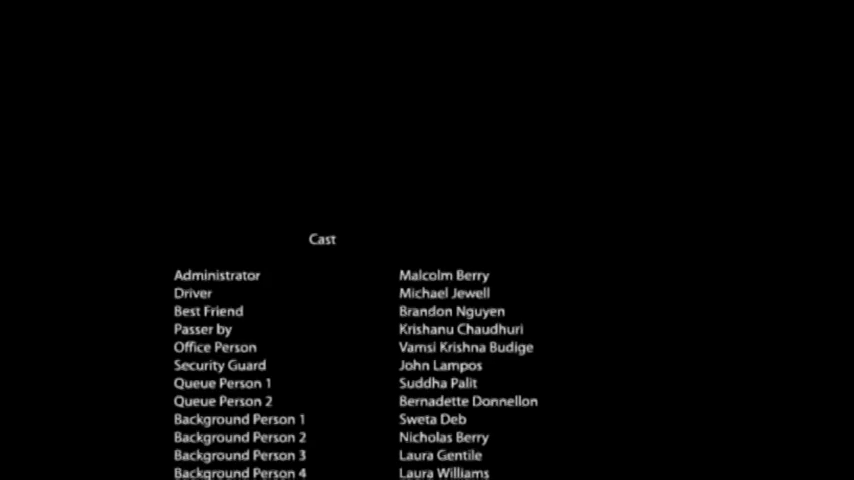 Cast
Administrator Malcolm Berry
Driver Michael Jewell
Best Friend Brandon Nguyen
Passer by Krishanu Chaudhuri
Office Person Vamsi Krishna Budige
Security Guard John Lampos
Queue Person 1 Suddha Palit
Queue Person 2 Bernadette Donnellon
Background Person 1 Sweta Deb
Background Person 2 Nicholas Berry
Background Person 3 Laura Gentile
Background Person 4 Laura Williams